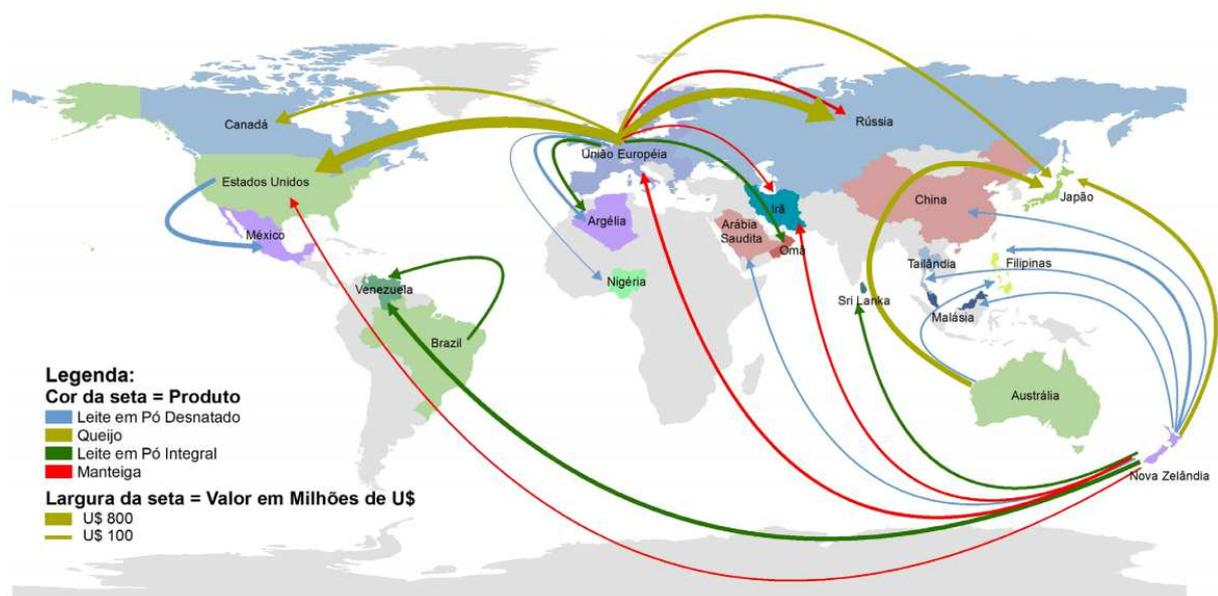 Canadá
Rússia
União Européia
Estados Unidos
China
Japão
Irã
Argélia
Arábia
Saudita
México
Omã
Tailândia
Filipinas
Nigéria
Venezuela
Sri Lanka
Malásia
Brazil
Legenda:
Cor da seta = Produto
Leite em Pó Desnatado
Queijo
Leite em Pó Integral
Manteiga
Austrália
Nova Zelândia
Largura da seta = Valor em Milhões de U$
U$ 800
U$ 100